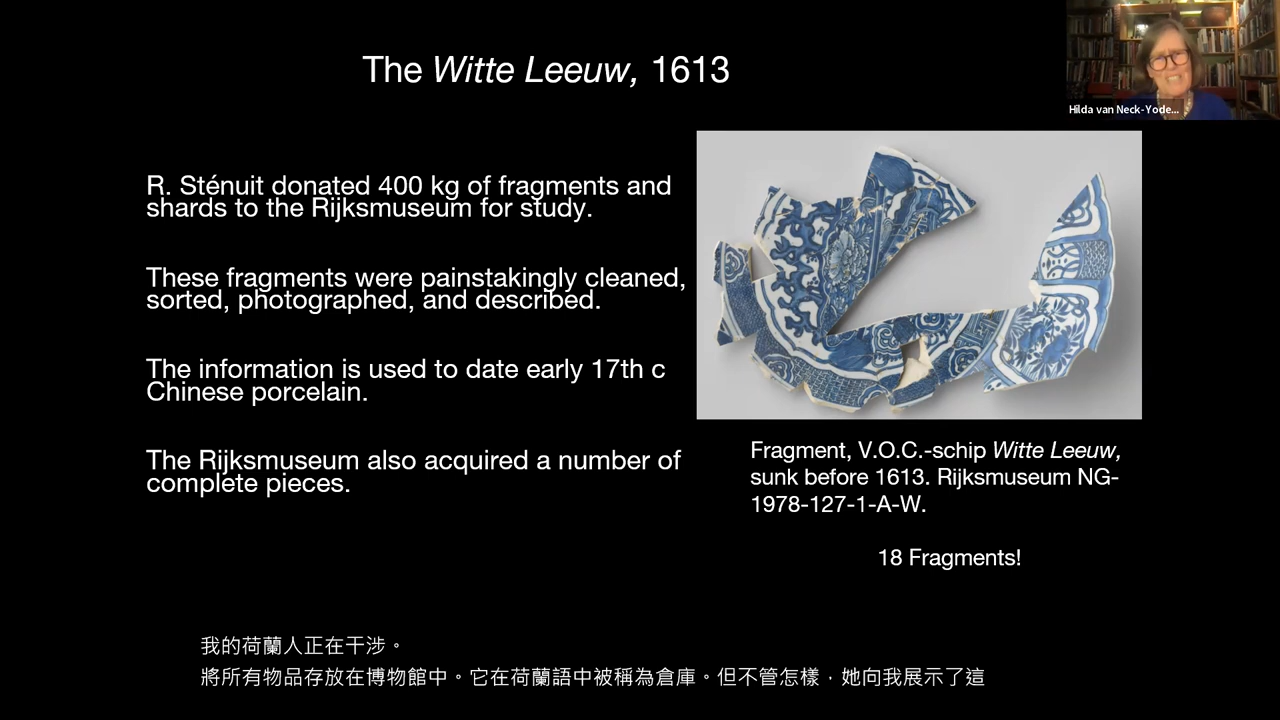 The Witte Leeuw, 1613
Hilda van Neck-Yode...
R. Sténuit donated 400 kg of fragments and
shards to the Rijksmuseum for study.
These fragments were painstakingly cleaned,
sorted, photographed, and described.
The information is used to date early 17th c
Chinese porcelain.
The Rijksmuseum also acquired a number of
complete pieces.
Fragment, V.O.C.-schip Witte Leeuw,
sunk before 1613. Rijksmuseum NG-
1978-127-1-A-W.
18 Fragments!
我的荷蘭人正在干涉。
將所有物品存放在博物館中。它在荷蘭語中被稱為倉庫。但不管怎樣，她向我展示了這